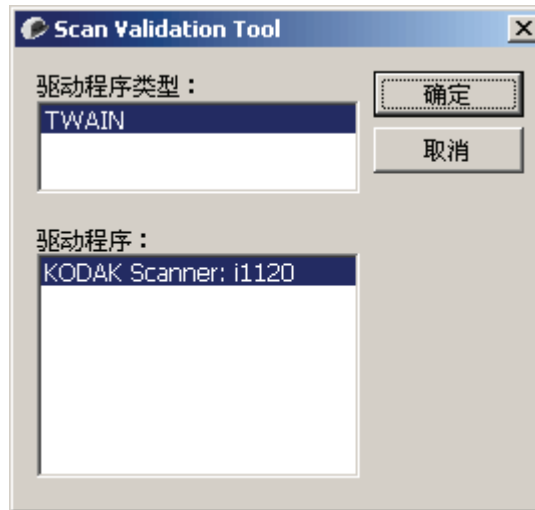 Scan Validation Tool
驱动程序类型：
TWAIN
确定
取消
驱动程序：
KODAK Scanner: i1120